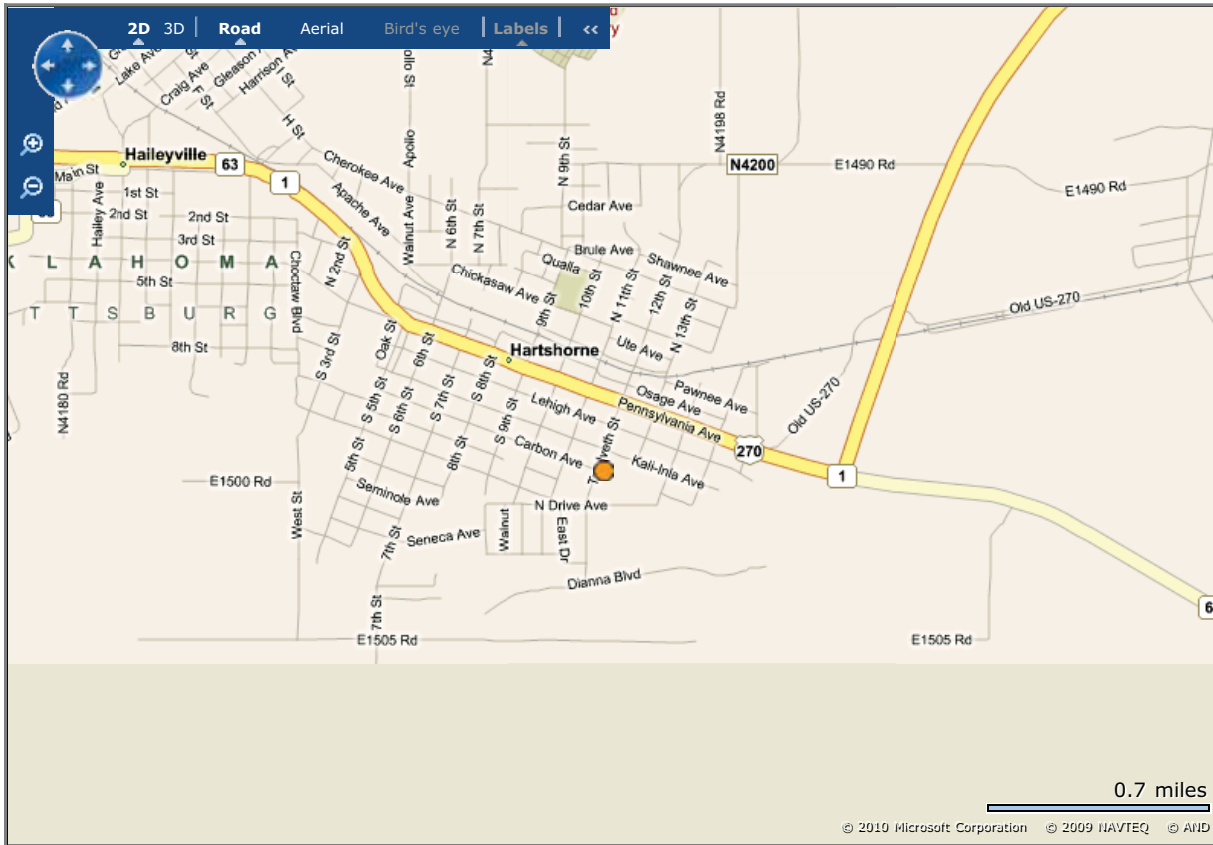 2D 3D Road Aerial Bird's eye Labels «
Lake Ave
Craig Ave
F St
Gleason
Harrison
H St
Apollo
N4198 Rd
N 9th St
Haileyville
63
1
Main St
Cherokee Ave
Apache Ave
N4200
E1490 Rd
E1490 Rd
Hailey Ave
1st St
2nd St
2nd St
3rd St
5th St
8th St
Walnut Ave
N 6th St
N 7th St
Cedar Ave
Brule Ave
Shawnee Ave
Qualla
K L A H O M A
T T S B U R G
Choctaw Blvd
N 2nd St
Chickasaw Ave
9th St
10th St
N 11th St
12th St
N 13th St
Old US-270
Oak St
S 3rd St
6th St
Hartshorne
Ute Ave
N4180 Rd
S 5th St
S 6th St
S 7th St
S 8th St
S 9th St
Lehigh Ave
Osage Ave
Pawnee Ave
Pennsylvania Ave
Old US-270
5th St
8th St
Carbon Ave
Kali-Inla Ave
270
1
E1500 Rd
West St
Seminole Ave
N Drive Ave
Walnut
East Dr
7th St
Seneca Ave
Dianna Blvd
7th St
E1505 Rd
E1505 Rd
6
0.7 miles
© 2010 Microsoft Corporation © 2009 NAVTEQ © AND